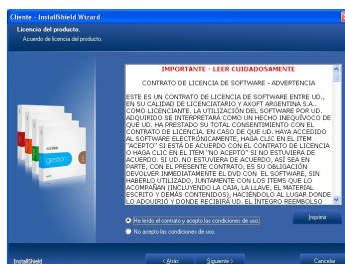 Cliente - InstallShield Wizard
Licencia del producto.
Acuerdo de licencia del producto.
IMPORTANTE - LEER CUIDADOSAMENTE
CONTRATO DE LICENCIA DE SOFTWARE - ADVERTENCIA
ESTE ES UN CONTRATO DE LICENCIA DE SOFTWARE ENTRE UD.,
EN SU CALIDAD DE LICENCIATARIO Y AXOFT ARGENTINA S.A.,
COMO LICENCIANTE. LA UTILIZACIÓN DEL SOFTWARE POR UD.
ADQUIRIDO SE INTERPRETARÁ COMO UN HECHO INEQUÍVOCO DE
QUE UD. HA PRESTADO SU TOTAL CONSENTIMIENTO CON EL
CONTRATO DE LICENCIA. EN CASO DE QUE UD. HAYA ACCEDIDO
AL SOFTWARE ELECTRÓNICAMENTE, HAGA CLIC EN EL ITEM
"ACEPTO" SI ESTÁ DE ACUERDO CON EL CONTRATO DE LICENCIA
O HAGA CLIC EN EL ITEM "NO ACEPTO" SI NO ESTUVIERA DE
ACUERDO. SI UD. NO ESTUVIERA DE ACUERDO, ASÍ SEA EN
PARTE, CON EL PRESENTE CONTRATO, ES SU OBLIGACIÓN
DEVOLVER INMEDIATAMENTE EL DVD CON EL SOFTWARE, SIN
HABERLO UTILIZADO, JUNTAMENTE CON LOS ITEMS QUE LO
ACOMPAÑAN (INCLUYENDO LA CAJA, LA LLAVE, EL MATERIAL
ESCRITO Y DEMÁS CONTENIDOS), HACIÉNDOLO AL LUGAR DONDE
LO ADQUIRIÓ Y DONDE RECIBIRÁ UD. EL ÍNTEGRO REEMBOLSO
gestion
He leído el contrato y acepto las condiciones de uso.
Imprimir
No acepto las condiciones de uso.
InstallShield
< Atrás
Siguiente >
Cancelar